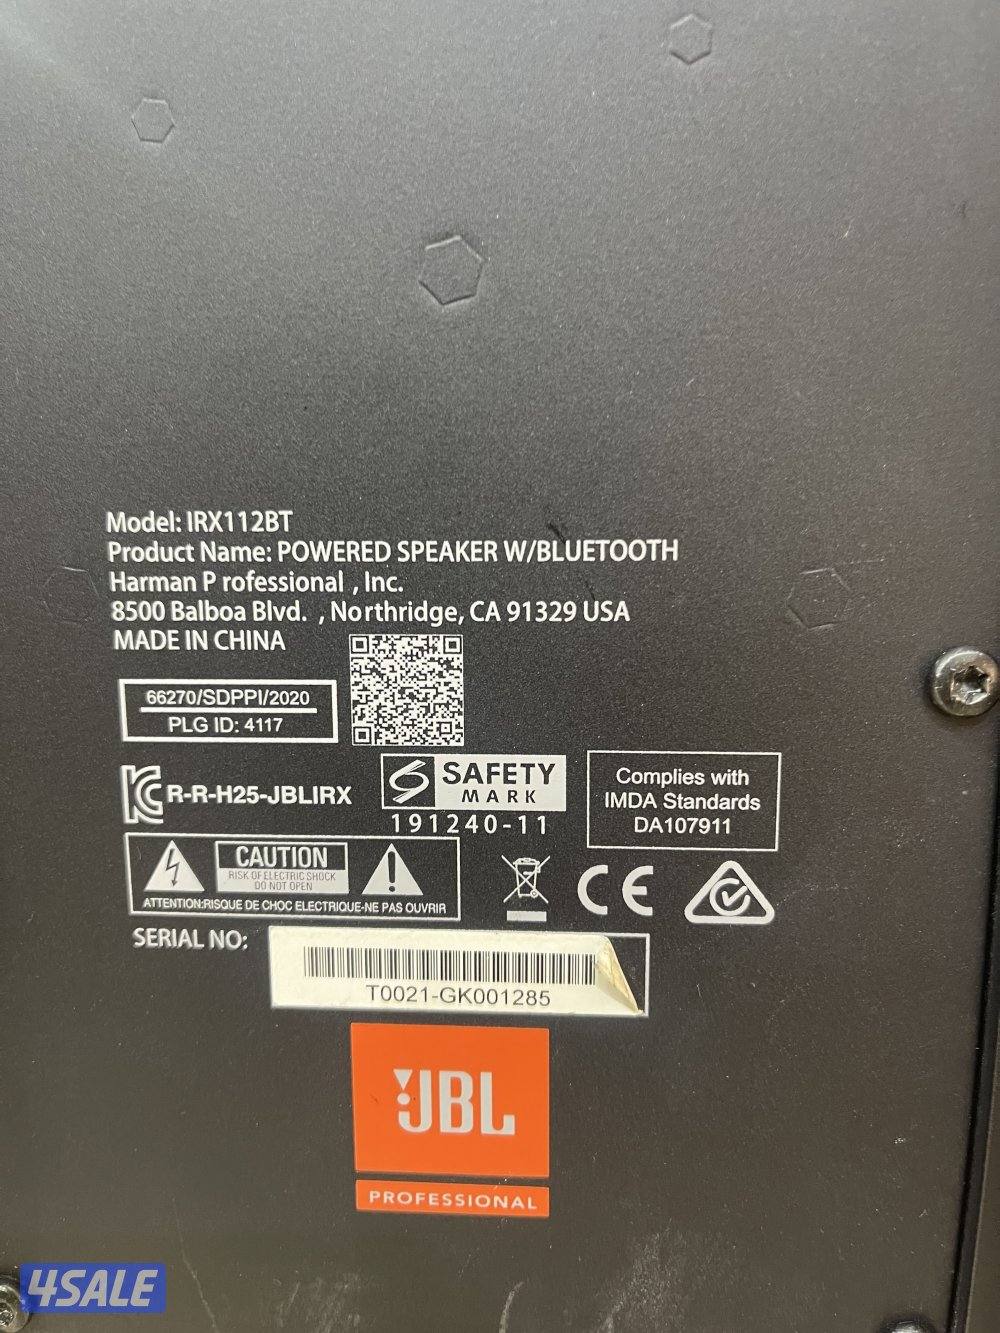 Model: IRX112BT
Product Name: POWERED SPEAKER W/BLUETOOTH
Harman P rofessional , Inc.
8500 Balboa Blvd. , Northridge, CA 91329 USA
MADE IN CHINA
66270/SDPPI/2020
PLG ID: 4117
R-R-H25-JBLIRX
SAFETY
MARK
191240-11
Complies with
IMDA Standards
DA107911
CAUTION
RISK OF ELECTRIC SHOCK
DO NOT OPEN
ATTENTION:RISQUE DE CHOC ELECTRIQUE-NE PAS OUVRIR
CE
SERIAL NO:
T0021-GK001285
JBL
PROFESSIONAL
4SALE